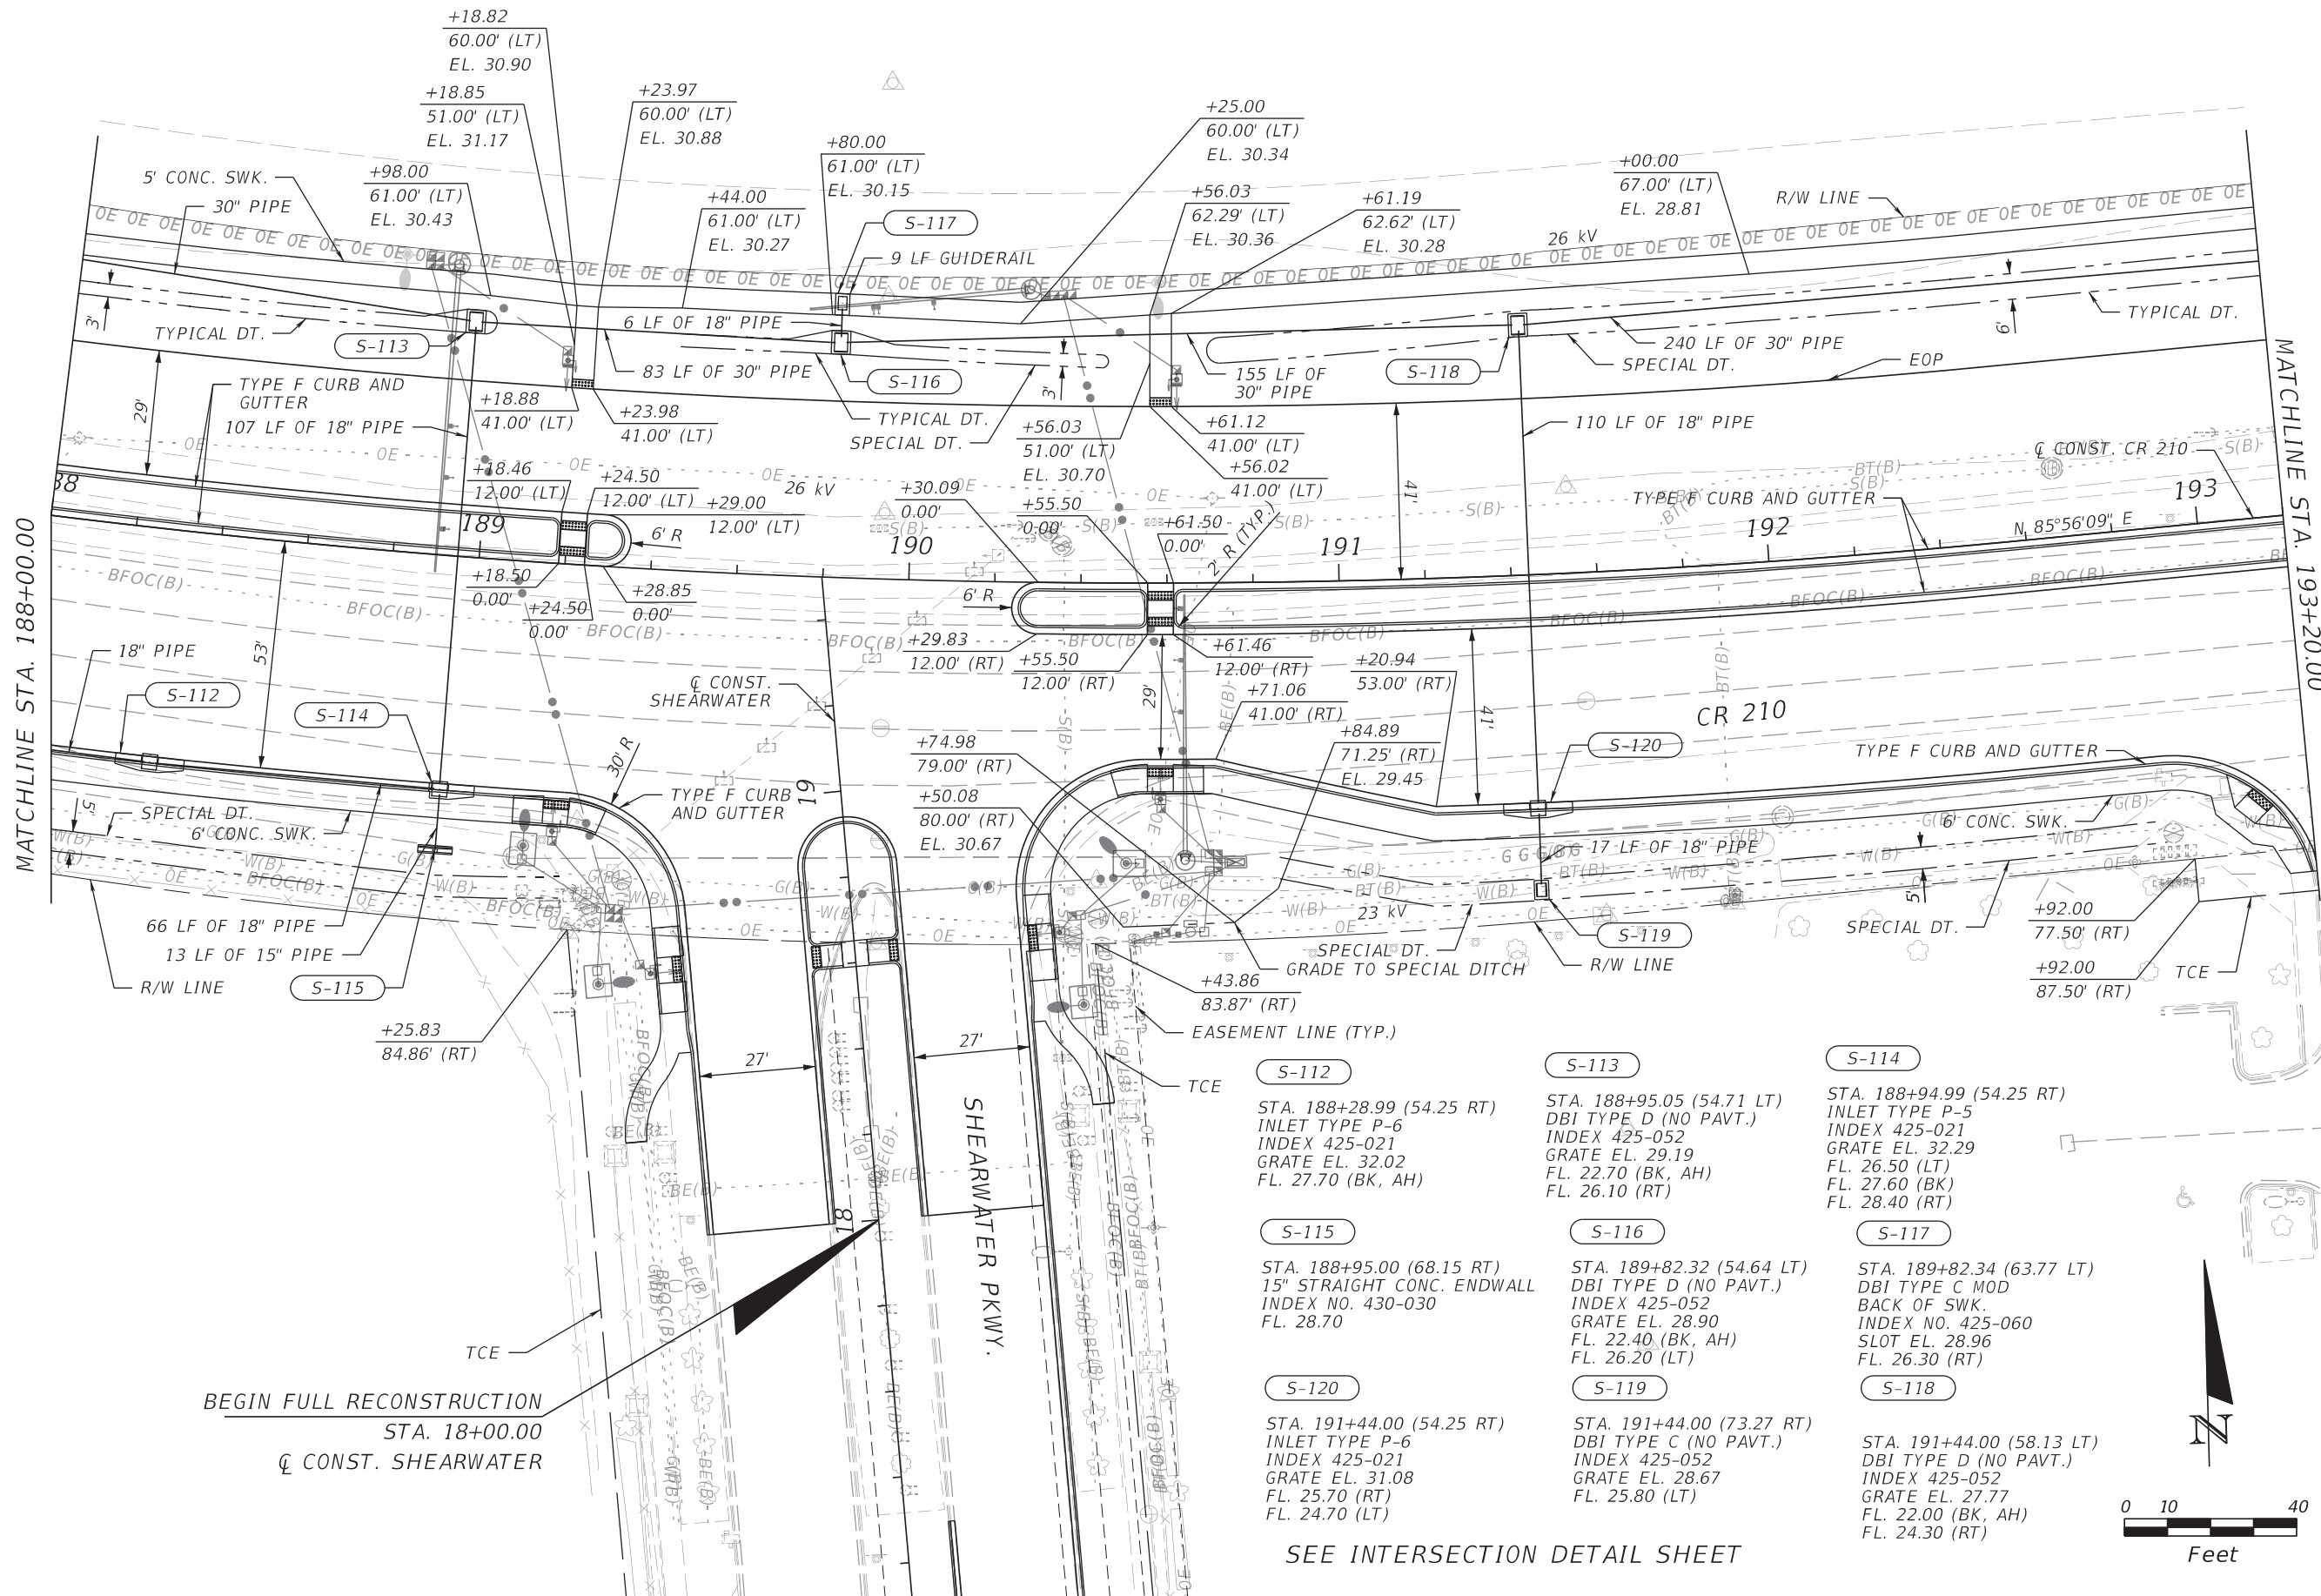 +18.82
60.00' (LT)
EL. 30.90
+18.85
51.00' (LT)
EL. 31.17
+23.97
60.00' (LT)
EL. 30.88
+98.00
61.00' (LT)
EL. 30.43
+44.00
61.00' (LT)
EL. 30.27
+80.00
61.00' (LT)
EL. 30.15
+25.00
60.00' (LT)
EL. 30.34
+56.03
62.29' (LT)
EL. 30.36
+61.19
62.62' (LT)
EL. 30.28
+00.00
67.00' (LT)
EL. 28.81
R/W LINE
5' CONC. SWK.
30" PIPE
S-117
9 LF GUIDERAIL
26 kV
OE OE OE OE OE OE OE OE OE OE
3'
TYPICAL DT.
S-113
6 LF OF 18" PIPE
83 LF OF 30" PIPE
S-116
TYPICAL DT.
SPECIAL DT.
3'
155 LF OF
30" PIPE
S-118
240 LF OF 30" PIPE
SPECIAL DT.
EOP
6'
TYPICAL DT.
29'
TYPE F CURB AND
GUTTER
107 LF OF 18" PIPE
+18.88
41.00' (LT)
+23.98
41.00' (LT)
+56.03
51.00' (LT)
EL. 30.70
+61.12
41.00' (LT)
+56.02
41.00' (LT)
110 LF OF 18" PIPE
℄ CONST. CR 210
41'
+18.46
12.00' (LT)
+24.50
12.00' (LT)
+29.00
12.00' (LT)
26 kV
+30.09
0.00'
+55.50
0.00'
+61.50
0.00'
2' R (TYP.)
TYPE F CURB AND GUTTER
N 85°56'09" E
38
189
190
191
192
193
6' R
6' R
+18.50
0.00'
+24.50
0.00'
+28.85
0.00'
+29.83
12.00' (RT)
+55.50
12.00' (RT)
+61.46
12.00' (RT)
+20.94
53.00' (RT)
+71.06
41.00' (RT)
+84.89
71.25' (RT)
EL. 29.45
+74.98
79.00' (RT)
+50.08
80.00' (RT)
EL. 30.67
MATCHLINE STA. 188+00.00
MATCHLINE STA. 193+20.00
53'
18" PIPE
S-112
S-114
℄ CONST.
SHEARWATER
29'
41'
CR 210
S-120
TYPE F CURB AND GUTTER
30' R
TYPE F CURB
AND GUTTER
19
5'
SPECIAL DT.
6' CONC. SWK.
6' CONC. SWK.
17 LF OF 18" PIPE
66 LF OF 18" PIPE
13 LF OF 15" PIPE
R/W LINE
S-115
+25.83
84.86' (RT)
23 kV
SPECIAL DT.
GRADE TO SPECIAL DITCH
S-119
R/W LINE
5'
SPECIAL DT.
+92.00
77.50' (RT)
+92.00
87.50' (RT)
TCE
+43.86
83.87' (RT)
EASEMENT LINE (TYP.)
TCE
27'
27'
SHEARWATER PKWY.
18
TCE
BEGIN FULL RECONSTRUCTION
STA. 18+00.00
℄ CONST. SHEARWATER
S-112
STA. 188+28.99 (54.25 RT)
INLET TYPE P-6
INDEX 425-021
GRATE EL. 32.02
FL. 27.70 (BK, AH)
S-113
STA. 188+95.05 (54.71 LT)
DBI TYPE D (NO PAVT.)
INDEX 425-052
GRATE EL. 29.19
FL. 22.70 (BK, AH)
FL. 26.10 (RT)
S-114
STA. 188+94.99 (54.25 RT)
INLET TYPE P-5
INDEX 425-021
GRATE EL. 32.29
FL. 26.50 (LT)
FL. 27.60 (BK)
FL. 28.40 (RT)
S-115
STA. 188+95.00 (68.15 RT)
15" STRAIGHT CONC. ENDWALL
INDEX NO. 430-030
FL. 28.70
S-116
STA. 189+82.32 (54.64 LT)
DBI TYPE D (NO PAVT.)
INDEX 425-052
GRATE EL. 28.90
FL. 22.40 (BK, AH)
FL. 26.20 (LT)
S-117
STA. 189+82.34 (63.77 LT)
DBI TYPE C MOD
BACK OF SWK.
INDEX NO. 425-060
SLOT EL. 28.96
FL. 26.30 (RT)
S-120
STA. 191+44.00 (54.25 RT)
INLET TYPE P-6
INDEX 425-021
GRATE EL. 31.08
FL. 25.70 (RT)
FL. 24.70 (LT)
S-119
STA. 191+44.00 (73.27 RT)
DBI TYPE C (NO PAVT.)
INDEX 425-052
GRATE EL. 28.67
FL. 25.80 (LT)
S-118
STA. 191+44.00 (58.13 LT)
DBI TYPE D (NO PAVT.)
INDEX 425-052
GRATE EL. 27.77
FL. 22.00 (BK, AH)
FL. 24.30 (RT)
SEE INTERSECTION DETAIL SHEET
N
0 10 40
Feet